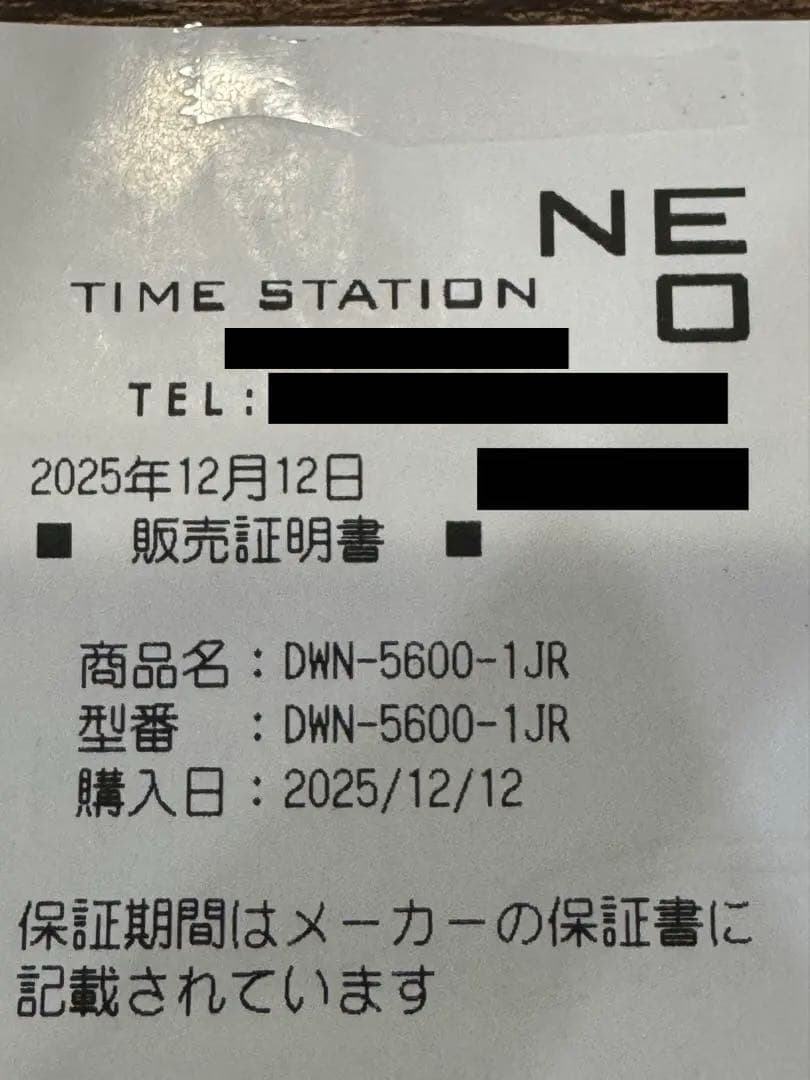 TIME STATION NEO
TEL:
2025年12月12日
■ 販売証明書 ■
商品名：DWN-5600-1JR
型番　：DWN-5600-1JR
購入日：2025/12/12
保証期間はメーカーの保証書に
記載されています